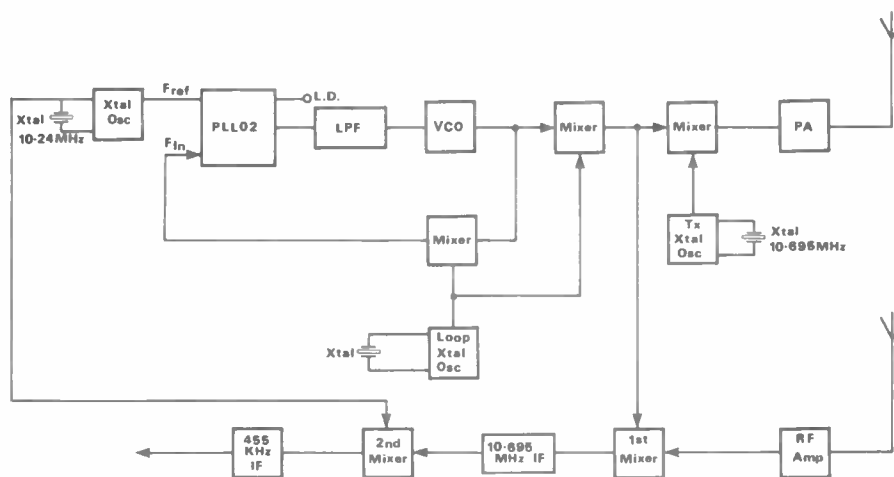 Xtal
10·24MHz
Xtal
Osc
Fref
FIn
PLL02
L.D.
LPF
VCO
Mixer
Mixer
PA
Mixer
Tx
Xtal
Osc
Xtal
10·695MHz
Xtal
Loop
Xtal
Osc
455
KHz
IF
2nd
Mixer
10·695
MHz IF
1st
Mixer
RF
Amp